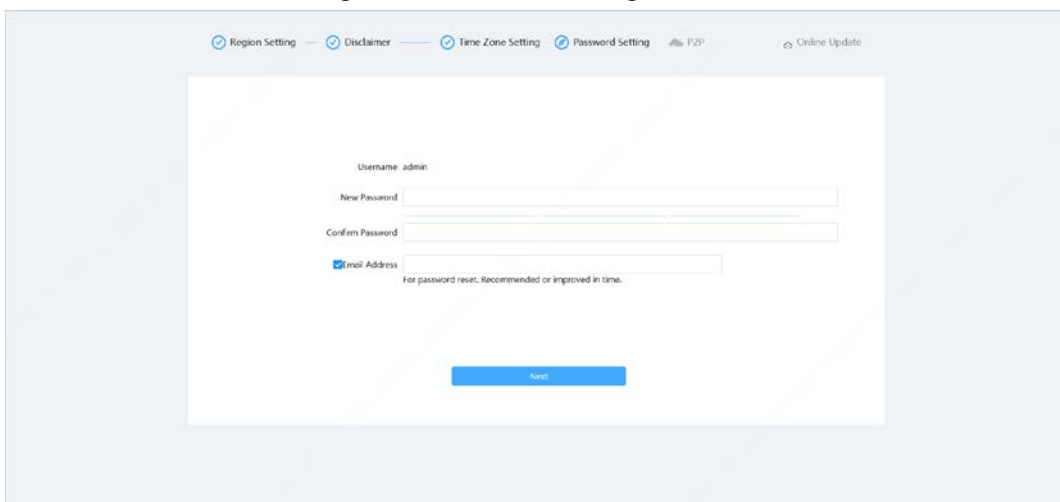 Region Setting Disclaimer Time Zone Setting Password Setting P2P Online Update
Username admin
New Password
Confirm Password
Email Address
For password reset. Recommended or improved in time.
Next